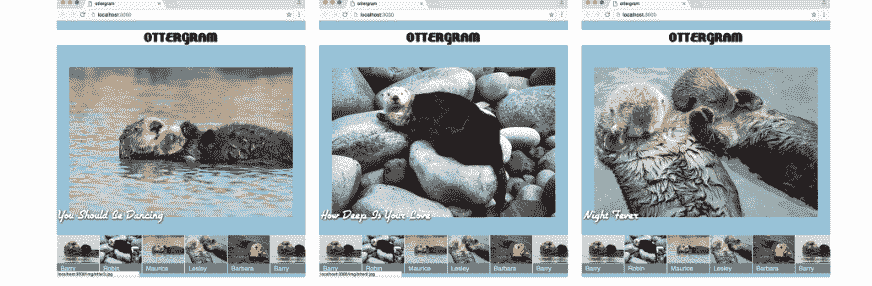 ottergram
localhost:3000
OTTERGRAM
You Should Be Dancing
Barry Robin Maurice Lesley Barbara Barry
ottergram
localhost:3000
OTTERGRAM
How Deep Is Your Love
Barry Robin Maurice Lesley Barbara Barry
ottergram
localhost:3000
OTTERGRAM
Night Fever
Barry Robin Maurice Lesley Barbara Barry